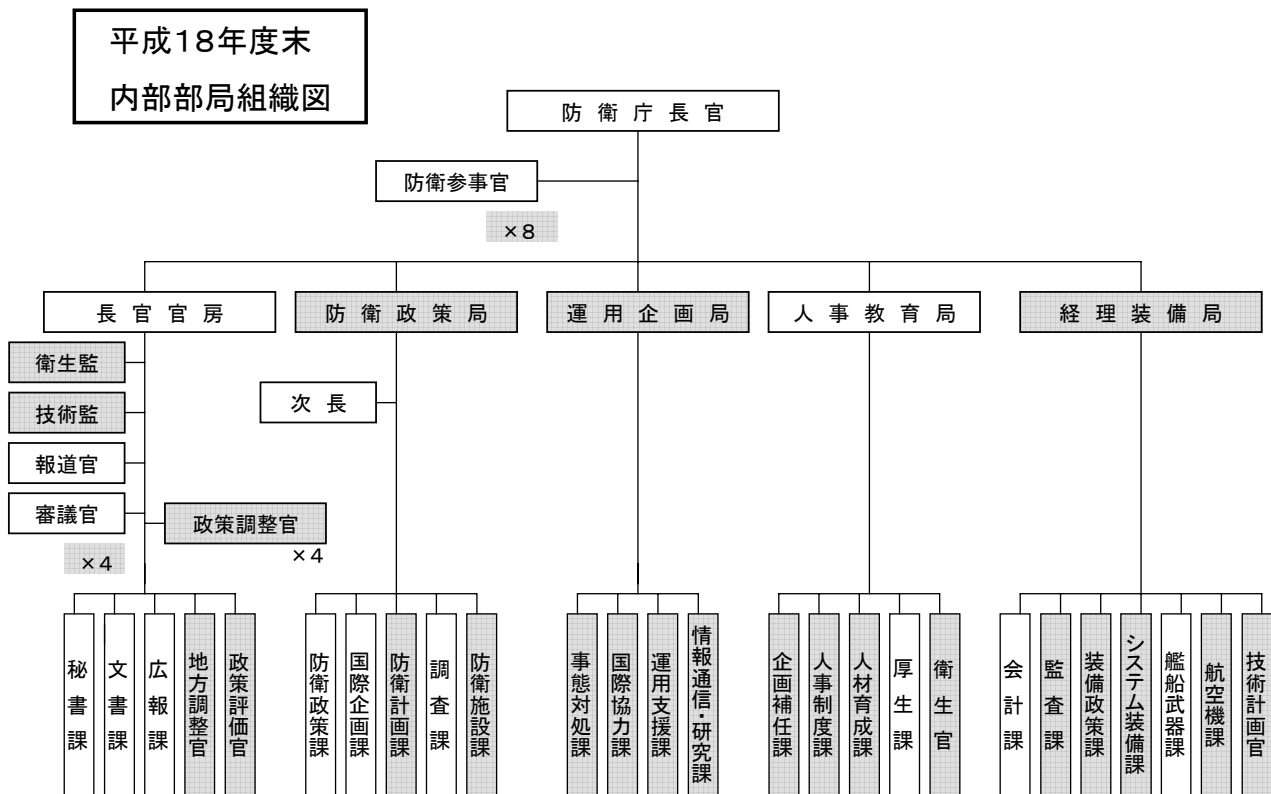 平成18年度末
内部部局組織図
防衛庁長官
防衛参事官
×8
長官官房
防衛政策局
運用企画局
人事教育局
経理装備局
衛生監
技術監
報道官
審議官
×4
政策調整官
×4
次長
秘書課
文書課
広報課
地方調整官
政策評価官
防衛政策課
国際企画課
防衛計画課
調査課
防衛施設課
事態対処課
国際協力課
運用支援課
情報通信・研究課
企画補任課
人事制度課
人材育成課
厚生課
衛生官
会計課
監査課
装備政策課
システム装備課
艦船武器課
航空機課
技術計画官